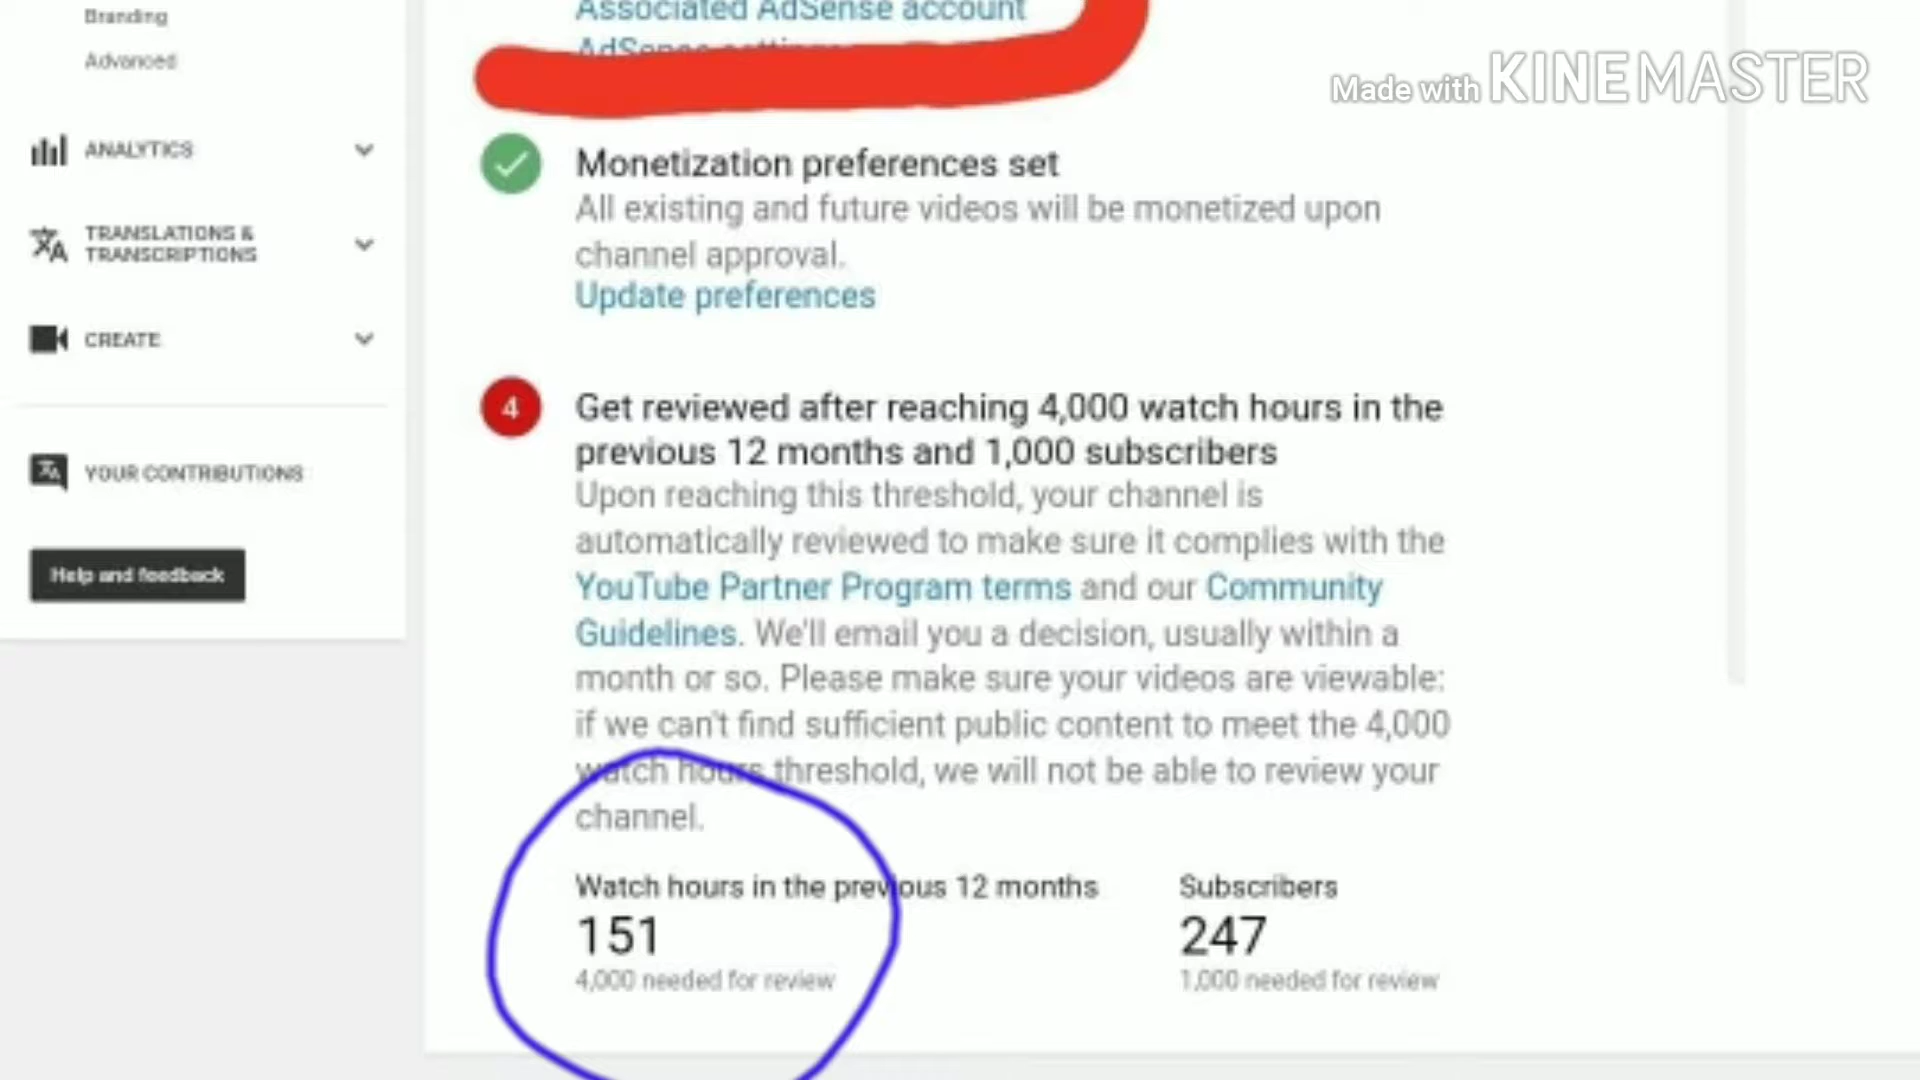 Branding
Advanced
ANALYTICS
TRANSLATIONS &
TRANSCRIPTIONS
CREATE
YOUR CONTRIBUTIONS
Help and feedback
Associated AdSense account
AdSense settings
Made with KINEMASTER
Monetization preferences set
All existing and future videos will be monetized upon
channel approval.
Update preferences
4
Get reviewed after reaching 4,000 watch hours in the
previous 12 months and 1,000 subscribers
Upon reaching this threshold, your channel is
automatically reviewed to make sure it complies with the
YouTube Partner Program terms and our Community
Guidelines. We'll email you a decision, usually within a
month or so. Please make sure your videos are viewable:
if we can't find sufficient public content to meet the 4,000
watch hours threshold, we will not be able to review your
channel.
Watch hours in the previous 12 months
151
4,000 needed for review
Subscribers
247
1,000 needed for review